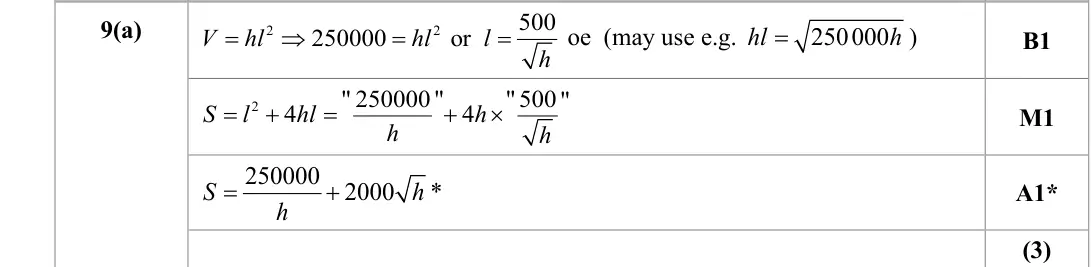 9(a) V = hl² ⇒ 250000 = hl² or l = 500/√h oe (may use e.g. hl = √250000h ) B1
S = l² + 4hl = "250000"/h + 4h × "500"/√h M1
S = 250000/h + 2000√h * A1*
(3)